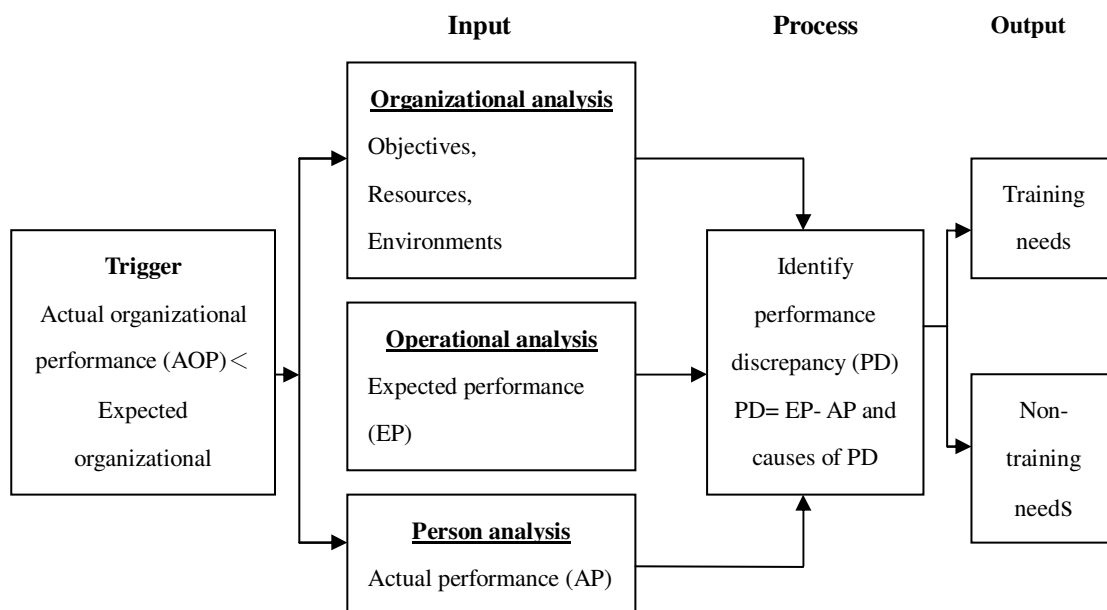 Input
Process
Output
Organizational analysis
Objectives,
Resources,
Environments
Trigger
Actual organizational
performance (AOP)<
Expected
organizational
Operational analysis
Expected performance
(EP)
Person analysis
Actual performance (AP)
Identify
performance
discrepancy (PD)
PD= EP- AP and
causes of PD
Training
needs
Non-
training
needS